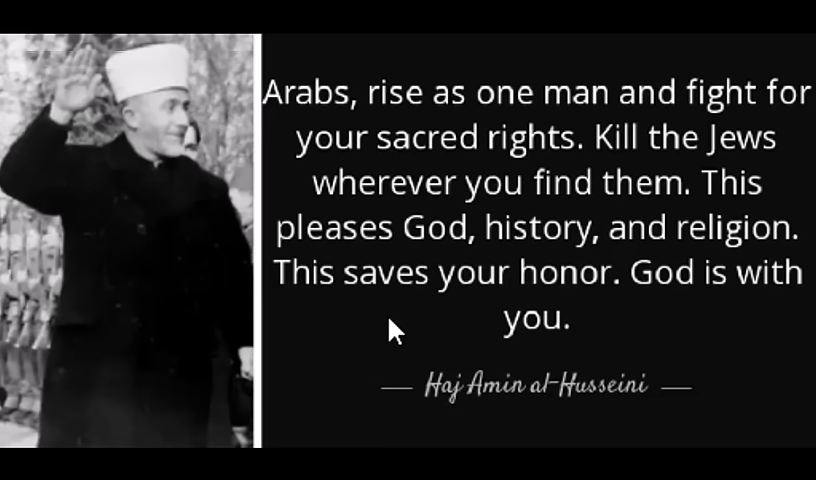 Arabs, rise as one man and fight for
your sacred rights. Kill the Jews
wherever you find them. This
pleases God, history, and religion.
This saves your honor. God is with
you.
Haj Amin al-Husseini